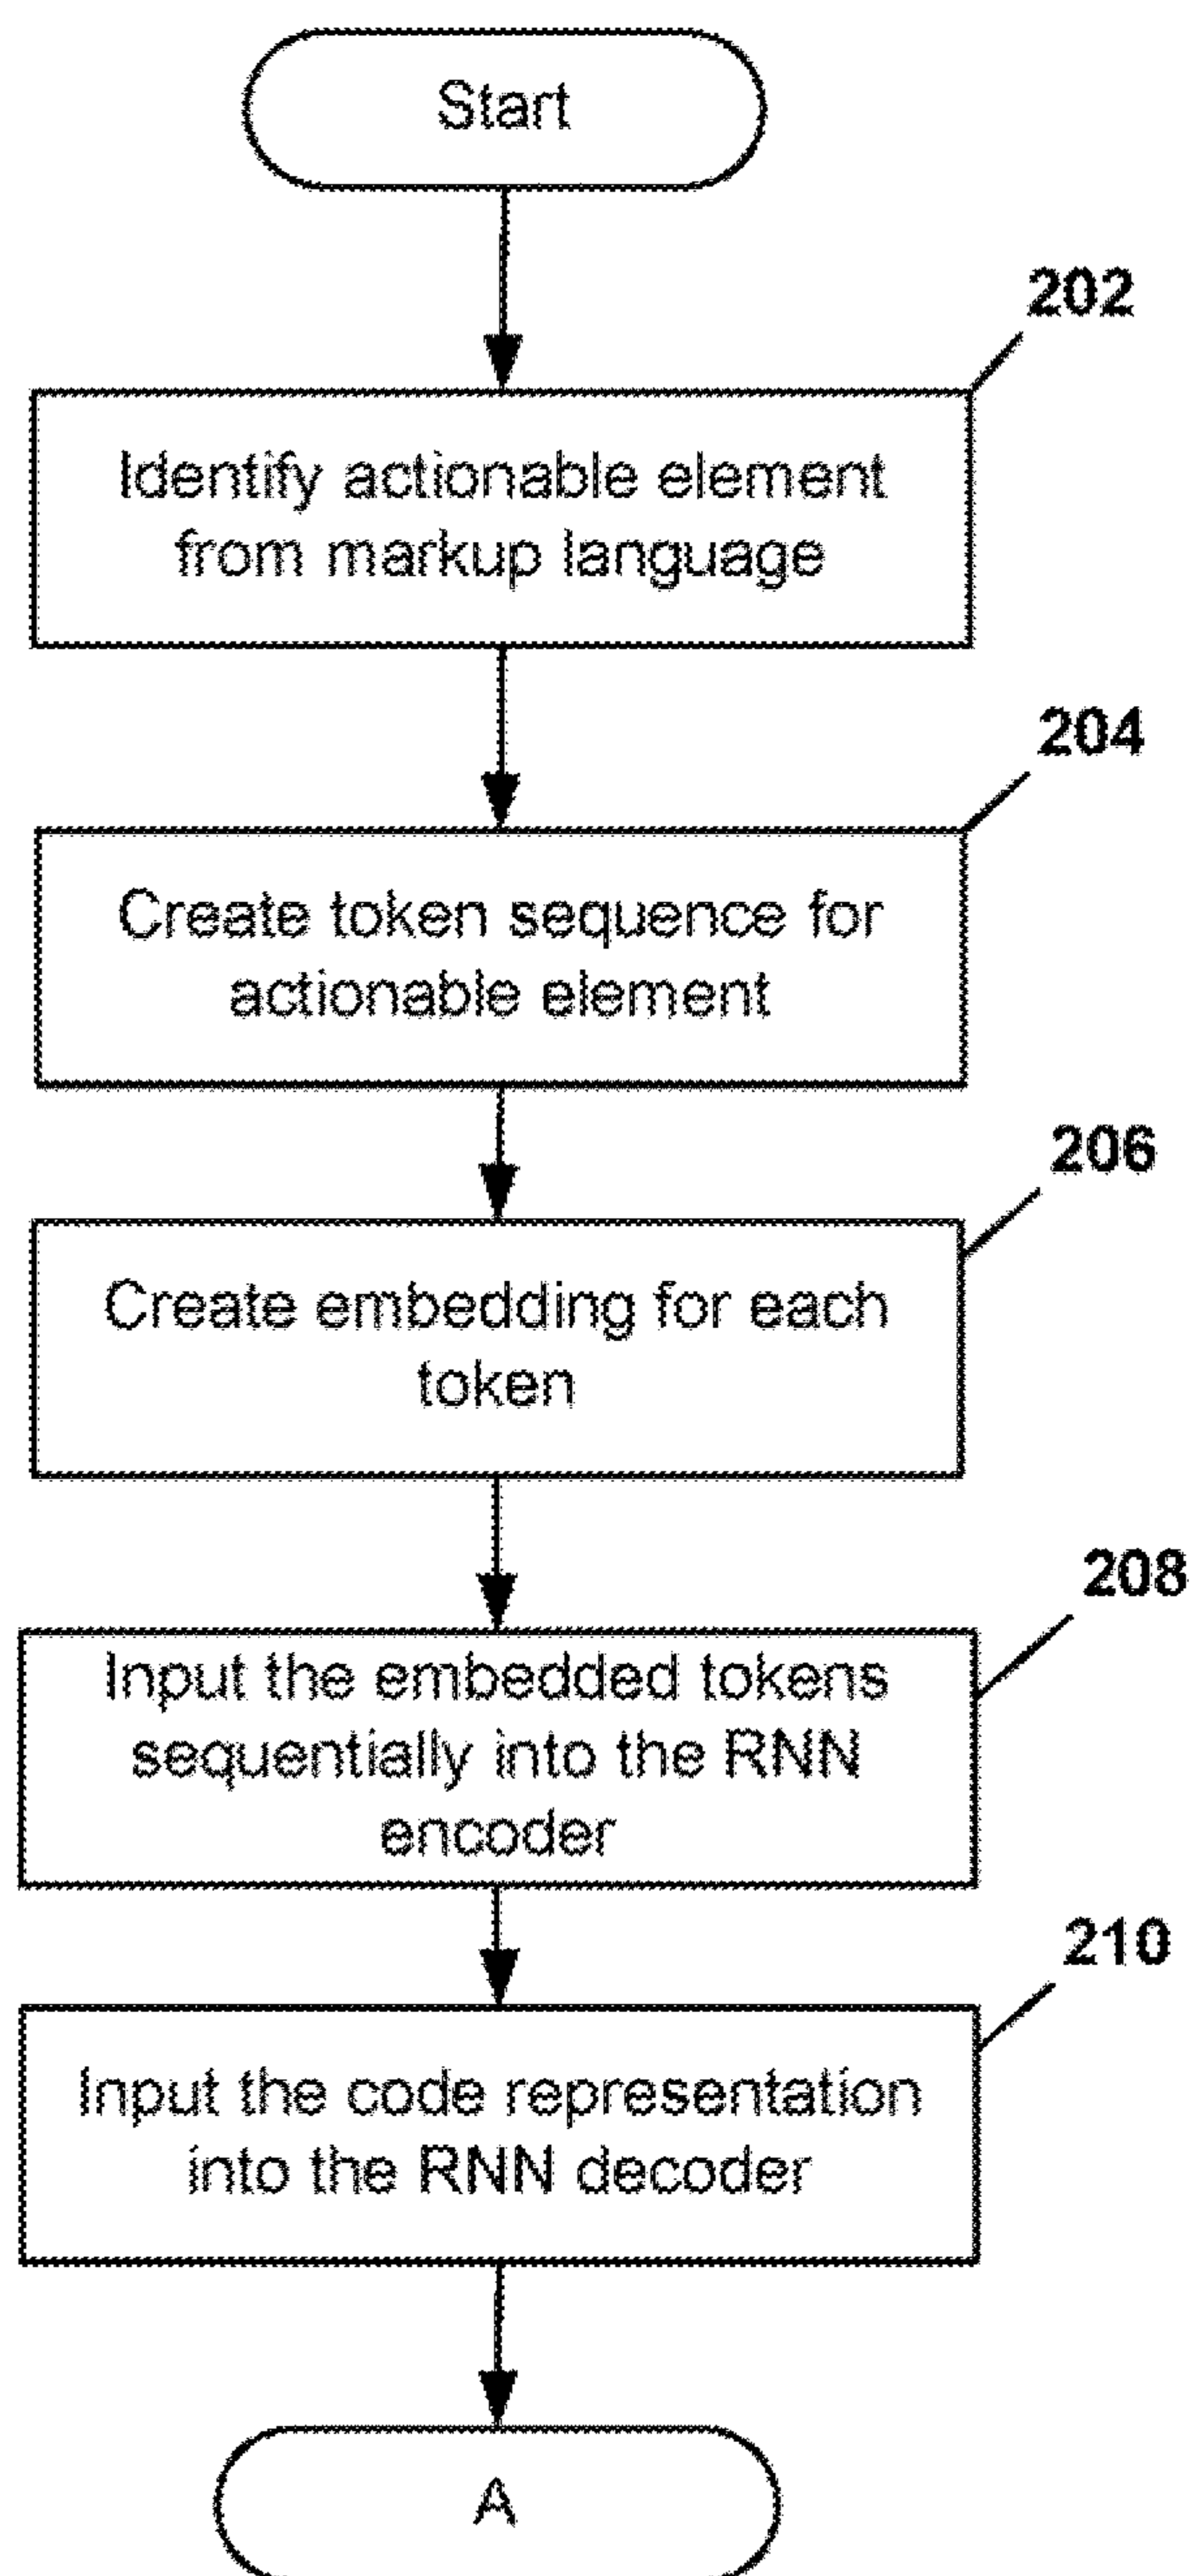 Start
202
Identify actionable element
from markup language
204
Create token sequence for
actionable element
206
Create embedding for each
token
208
Input the embedded tokens
sequentially into the RNN
encoder
210
Input the code representation
into the RNN decoder
A